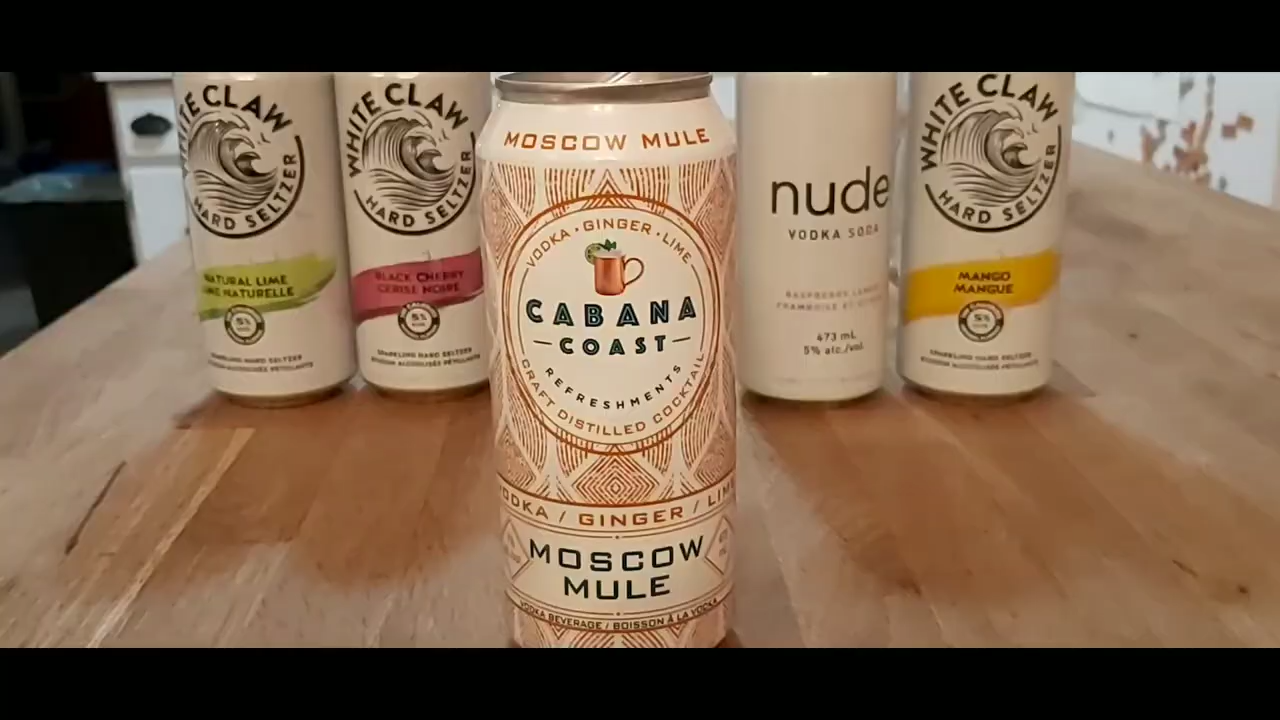 WHITE CLAW
HARD SELTZER
NATURAL LIME
LIME NATURELLE
5%
SPARKLING HARD SELTZER
WHITE CLAW
HARD SELTZER
BLACK CHERRY
CERISE NOIRE
5%
SPARKLING HARD SELTZER
MOSCOW MULE
VODKA · GINGER · LIME
CABANA
COAST
REFRESHMENTS
CRAFT DISTILLED COCKTAIL
VODKA / GINGER / LIME
MOSCOW
MULE
VODKA BEVERAGE / BOISSON À LA VODKA
nude
VODKA SODA
RASPBERRY
FRAMBOISE ET
473 mL
5% alc./vol.
WHITE CLAW
HARD SELTZER
MANGO
MANGUE
5%
SPARKLING HARD SELTZER